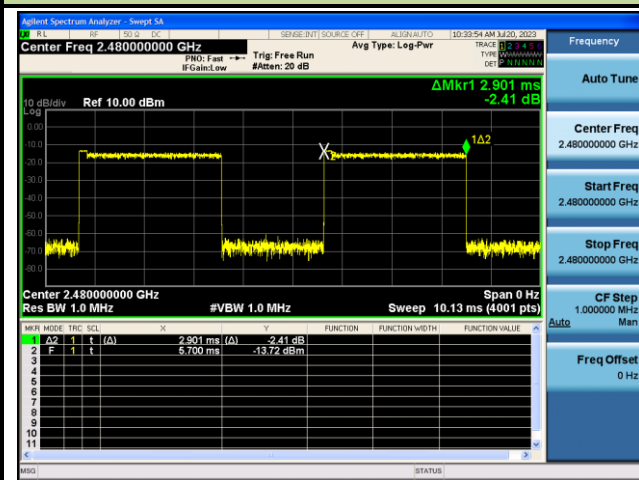 Agilent Spectrum Analyzer - Swept SA
RL RF 50 Ω DC SENSE:INT SOURCE OFF ALIGN AUTO 10:33:54 AM Jul 20, 2023
Center Freq 2.480000000 GHz
PNO: Fast
IFGain:Low
Trig: Free Run
#Atten: 20 dB
Avg Type: Log-Pwr
TRACE 1 2 3 4 5 6
TYPE
DET P N N N N N
ΔMkr1 2.901 ms
-2.41 dB
10 dB/div Ref 10.00 dBm
Log
0.00
-10.0
-20.0
-30.0
-40.0
-50.0
-60.0
-70.0
-80.0
1Δ2
Center 2.480000000 GHz Span 0 Hz
Res BW 1.0 MHz #VBW 1.0 MHz Sweep 10.13 ms (4001 pts)
MKR MODE TRC SCL X Y FUNCTION FUNCTION WIDTH FUNCTION VALUE
1 Δ2 1 t (Δ) 2.901 ms (Δ) -2.41 dB
2 F 1 t 5.700 ms -13.72 dBm
3
4
5
6
7
8
9
10
11
MSG STATUS
Frequency
Auto Tune
Center Freq
2.480000000 GHz
Start Freq
2.480000000 GHz
Stop Freq
2.480000000 GHz
CF Step
1.000000 MHz
Auto Man
Freq Offset
0 Hz